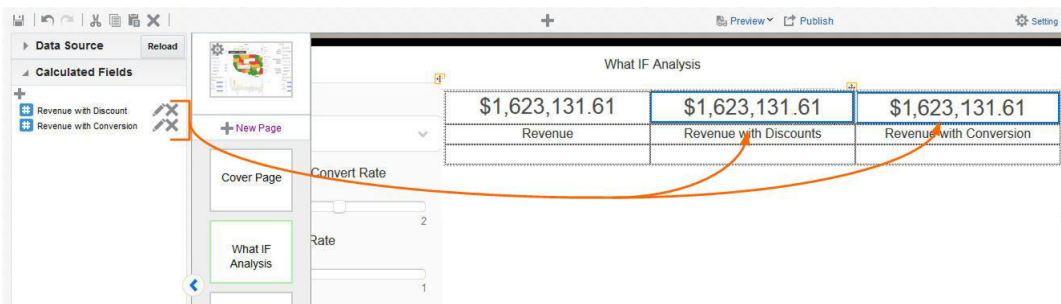 Preview Publish Setting
Data Source Reload
Calculated Fields
Revenue with Discount
Revenue with Conversion
New Page
Cover Page
What IF
Analysis
Convert Rate
2
Rate
1
What IF Analysis
$1,623,131.61 $1,623,131.61 $1,623,131.61
Revenue Revenue with Discounts Revenue with Conversion